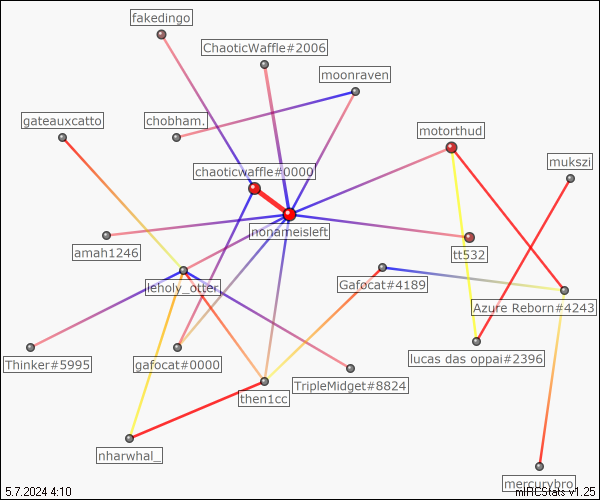 fakedingo
ChaoticWaffle#2006
moonraven
gateauxcatto
chobham.
motorthud
mukszi
chaoticwaffle#0000
nonameisleft
amah1246
tt532
leholy_otter
Gafocat#4189
Azure Reborn#4243
Thinker#5995
gafocat#0000
lucas das oppai#2396
TripleMidget#8824
then1cc
nharwhal_
mercurybro
5.7.2024 4:10
mIRCStats v1.25